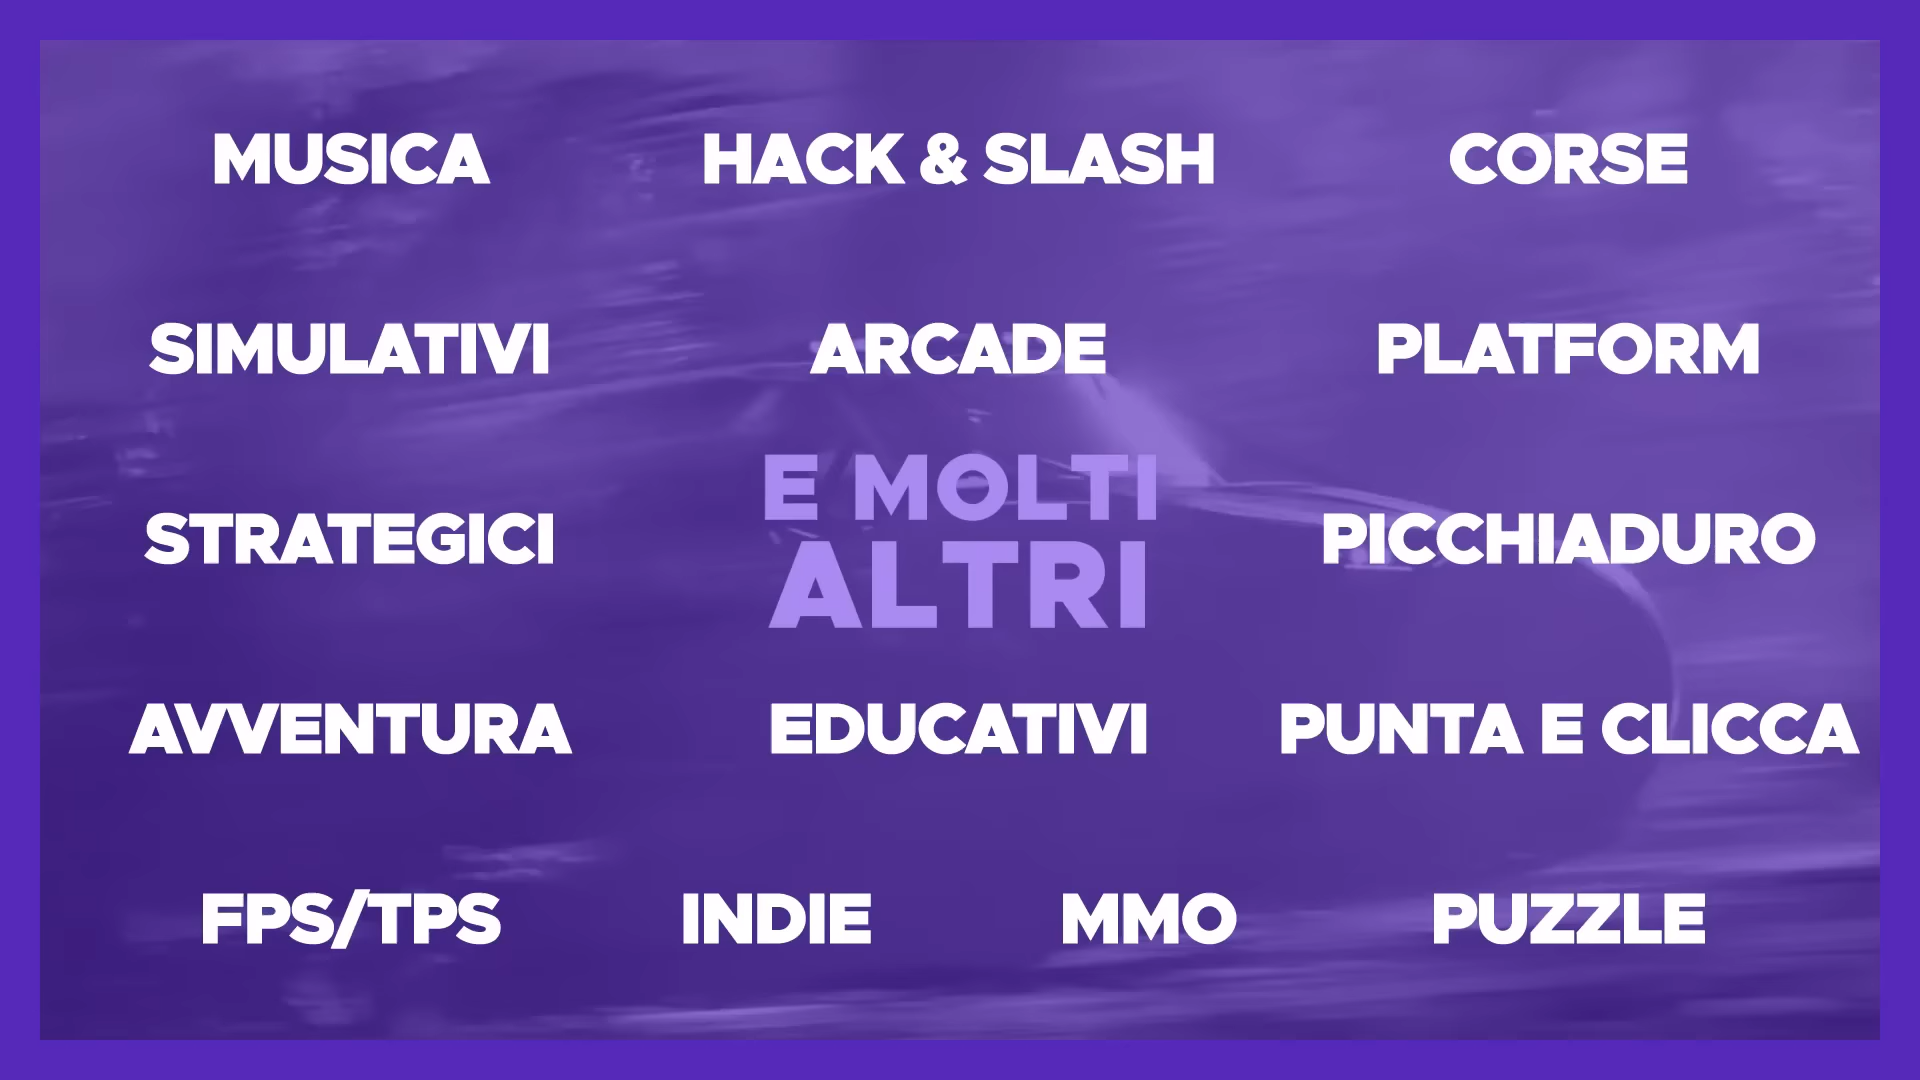 MUSICA
HACK & SLASH
CORSE
SIMULATIVI
ARCADE
PLATFORM
STRATEGICI
E MOLTI
ALTRI
PICCHIADURO
AVVENTURA
EDUCATIVI
PUNTA E CLICCA
FPS/TPS
INDIE
MMO
PUZZLE